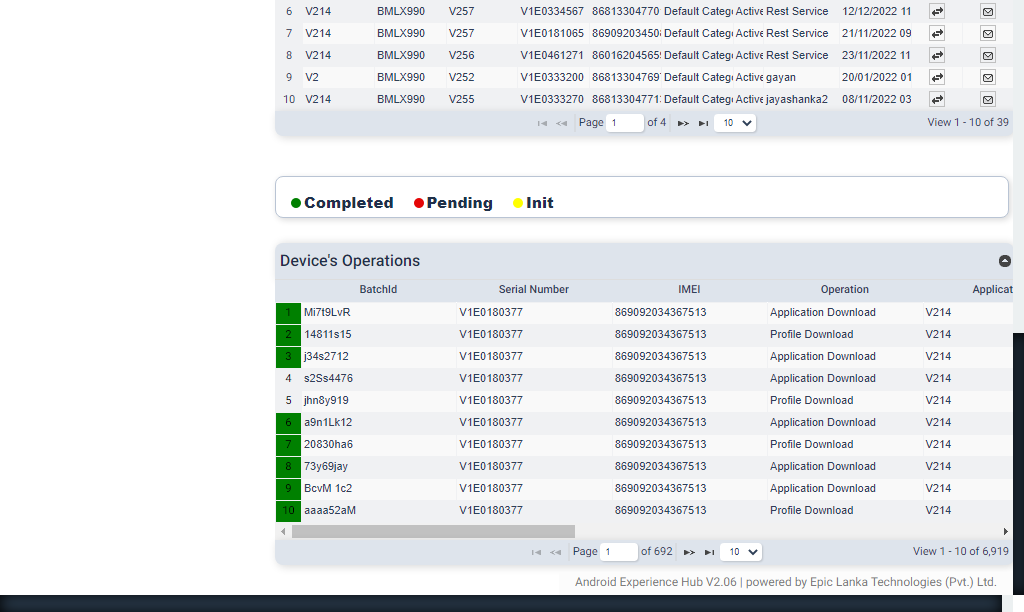 6 V214 BMLX990 V257 V1E0334567 86813304770 Default Categ Active Rest Service 12/12/2022 11
7 V214 BMLX990 V257 V1E0181065 86909203450 Default Categ Active Rest Service 21/11/2022 09
8 V214 BMLX990 V256 V1E0461271 86016204565 Default Categ Active Rest Service 23/11/2022 11
9 V2 BMLX990 V252 V1E0333200 86813304769 Default Categ Active gayan 20/01/2022 01
10 V214 BMLX990 V255 V1E0333270 86813304771 Default Categ Active jayashanka2 08/11/2022 03
Page 1 of 4 10 View 1 - 10 of 39
Completed Pending Init
Device's Operations
BatchId Serial Number IMEI Operation Applicat
1 Mi7t9LvR V1E0180377 869092034367513 Application Download V214
2 14811s15 V1E0180377 869092034367513 Profile Download V214
3 j34s2712 V1E0180377 869092034367513 Application Download V214
4 s2Ss4476 V1E0180377 869092034367513 Application Download V214
5 jhn8y919 V1E0180377 869092034367513 Profile Download V214
6 a9n1Lk12 V1E0180377 869092034367513 Application Download V214
7 20830ha6 V1E0180377 869092034367513 Profile Download V214
8 73y69jay V1E0180377 869092034367513 Application Download V214
9 BcvM 1c2 V1E0180377 869092034367513 Application Download V214
10 aaaa52aM V1E0180377 869092034367513 Profile Download V214
Page 1 of 692 10 View 1 - 10 of 6,919
Android Experience Hub V2.06 | powered by Epic Lanka Technologies (Pvt.) Ltd.